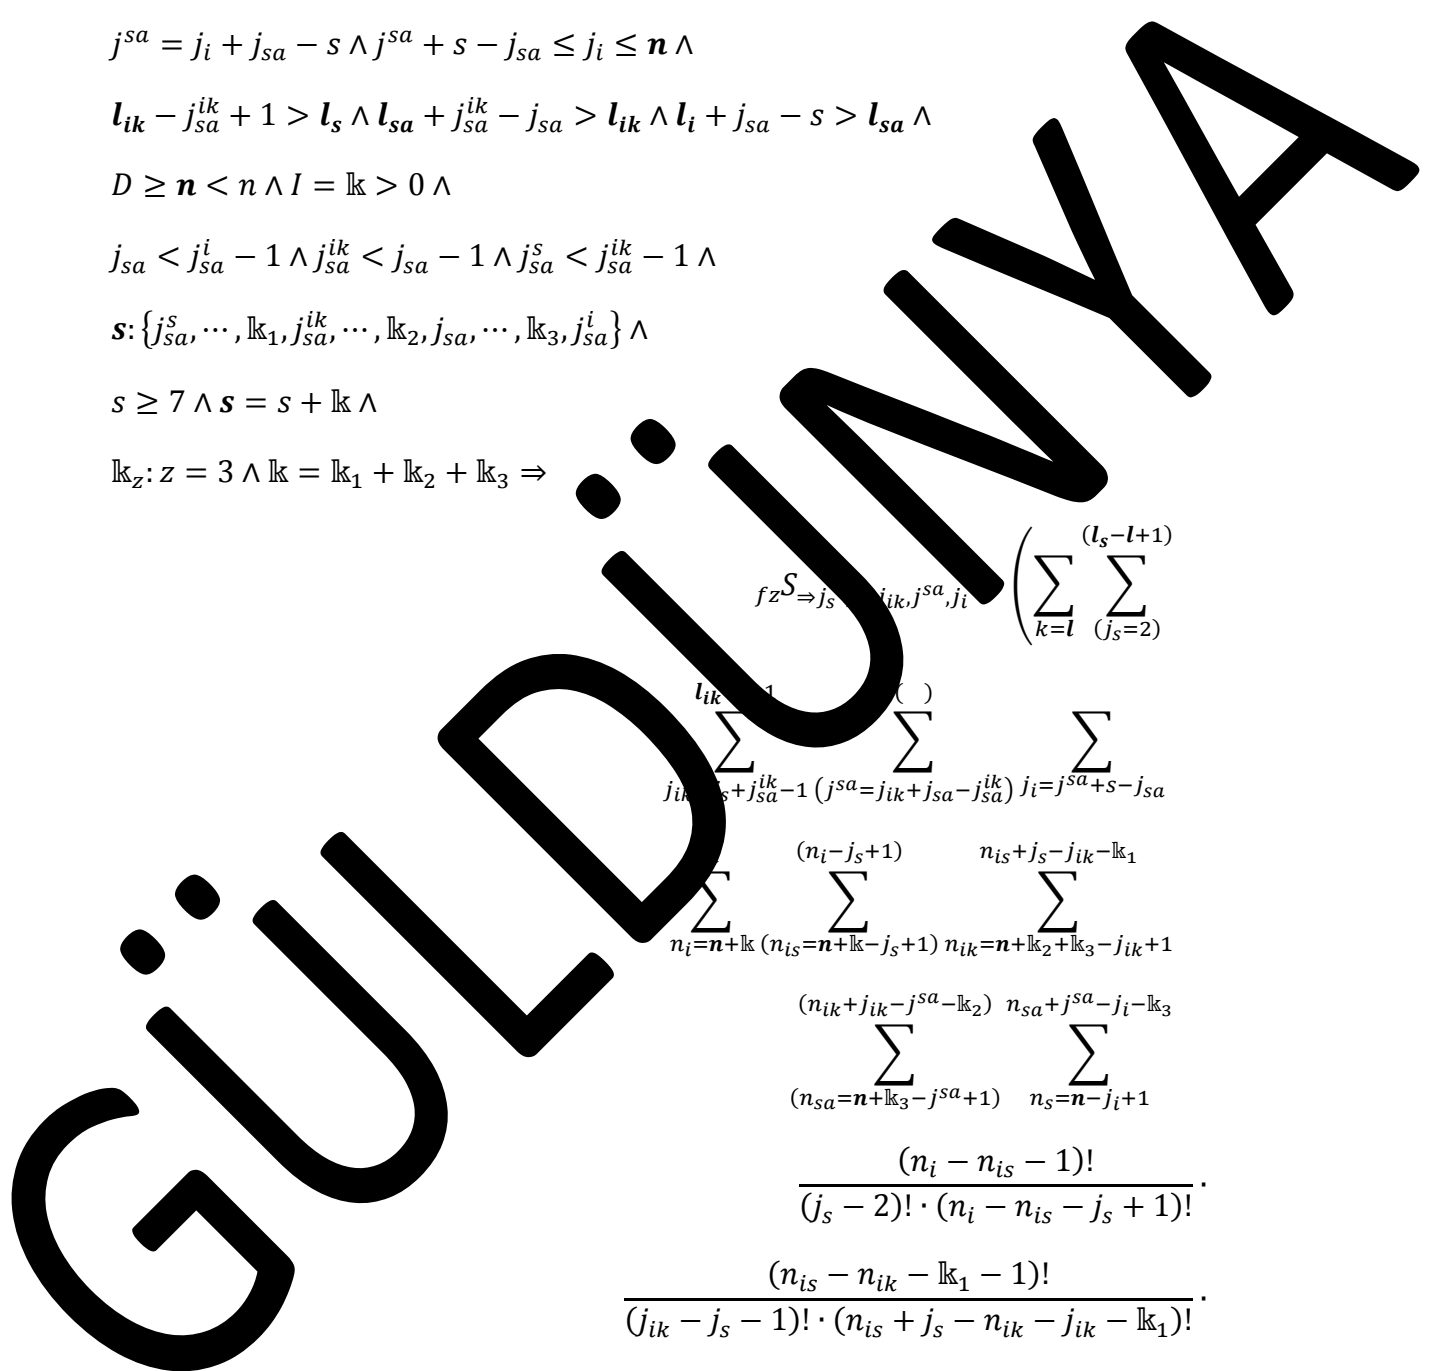 j^{sa} = j_i + j_{sa} − s ∧ j^{sa} + s − j_{sa} ≤ j_i ≤ **n** ∧
**l_{ik}** − j_{sa}^{ik} + 1 > **l_s** ∧ **l_{sa}** + j_{sa}^{ik} − j_{sa} > **l_{ik}** ∧ **l_i** + j_{sa} − s > **l_{sa}** ∧
D ≥ **n** < n ∧ I = 𝕜 > 0 ∧
j_{sa} < j_{sa}^i − 1 ∧ j_{sa}^{ik} < j_{sa} − 1 ∧ j_{sa}^s < j_{sa}^{ik} − 1 ∧
**s**: {j_{sa}^s, ⋯, 𝕜_1, j_{sa}^{ik}, ⋯, 𝕜_2, j_{sa}, ⋯, 𝕜_3, j_{sa}^i} ∧
s ≥ 7 ∧ **s** = s + 𝕜 ∧
𝕜_z: z = 3 ∧ 𝕜 = 𝕜_1 + 𝕜_2 + 𝕜_3 ⇒
_{fz}S_{⇒j_s j_{ik}, j^{sa}, j_i} ( ∑_{k=**l**} ∑_{(j_s=2)}^{(**l_s**−**l**+1)}
∑_{j_{ik} j_s+j_{sa}^{ik}−1}^{**l_{ik}** 1} ∑_{(j^{sa}=j_{ik}+j_{sa}−j_{sa}^{ik})}^{( )} ∑_{j_i=j^{sa}+s−j_{sa}}
∑_{n_i=**n**+𝕜} ∑_{(n_{is}=**n**+𝕜−j_s+1)}^{(n_i−j_s+1)} ∑_{n_{ik}=**n**+𝕜_2+𝕜_3−j_{ik}+1}^{n_{is}+j_s−j_{ik}−𝕜_1}
∑_{(n_{sa}=**n**+𝕜_3−j^{sa}+1)}^{(n_{ik}+j_{ik}−j^{sa}−𝕜_2)} ∑_{n_s=**n**−j_i+1}^{n_{sa}+j^{sa}−j_i−𝕜_3}
(n_i − n_{is} − 1)!
(j_s − 2)! · (n_i − n_{is} − j_s + 1)! ·
(n_{is} − n_{ik} − 𝕜_1 − 1)!
(j_{ik} − j_s − 1)! · (n_{is} + j_s − n_{ik} − j_{ik} − 𝕜_1)! ·
GÜLDÜNYA